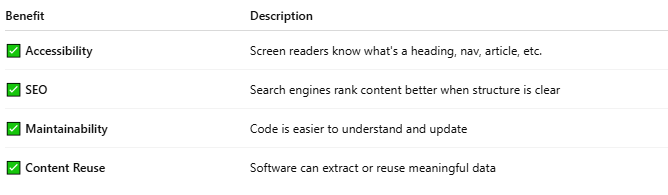 Benefit Description
✅ Accessibility Screen readers know what's a heading, nav, article, etc.
✅ SEO Search engines rank content better when structure is clear
✅ Maintainability Code is easier to understand and update
✅ Content Reuse Software can extract or reuse meaningful data